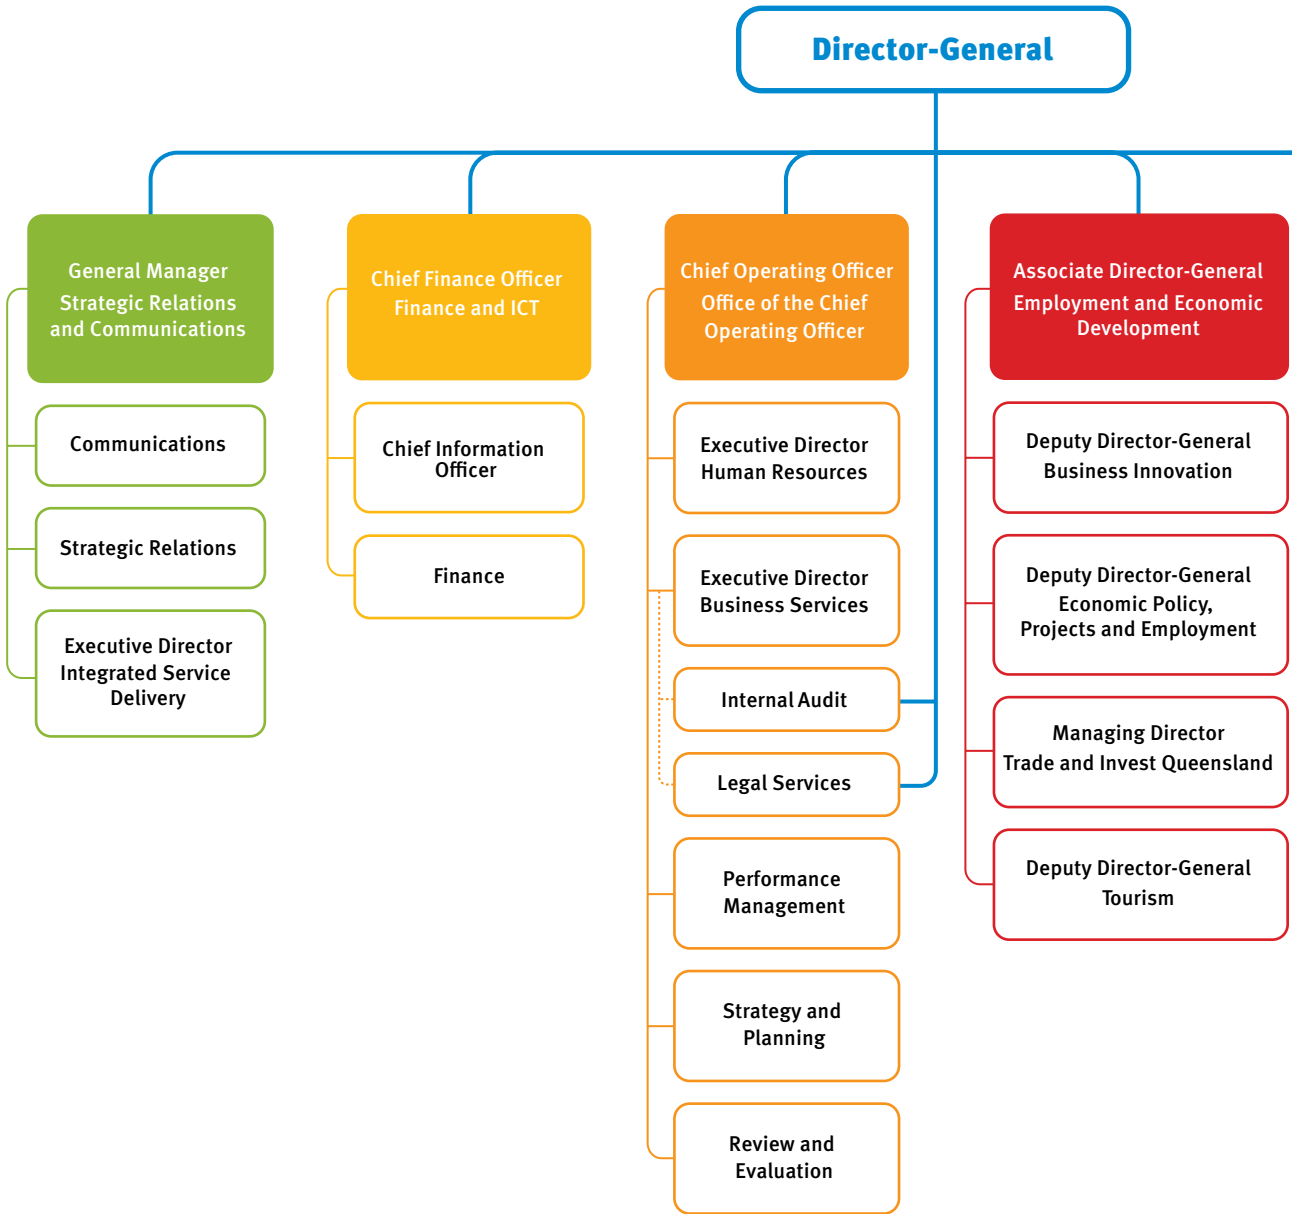 Director-General
General Manager
Strategic Relations
and Communications
Communications
Strategic Relations
Executive Director
Integrated Service
Delivery
Chief Finance Officer
Finance and ICT
Chief Information
Officer
Finance
Chief Operating Officer
Office of the Chief
Operating Officer
Executive Director
Human Resources
Executive Director
Business Services
Internal Audit
Legal Services
Performance
Management
Strategy and
Planning
Review and
Evaluation
Associate Director-General
Employment and Economic
Development
Deputy Director-General
Business Innovation
Deputy Director-General
Economic Policy,
Projects and Employment
Managing Director
Trade and Invest Queensland
Deputy Director-General
Tourism